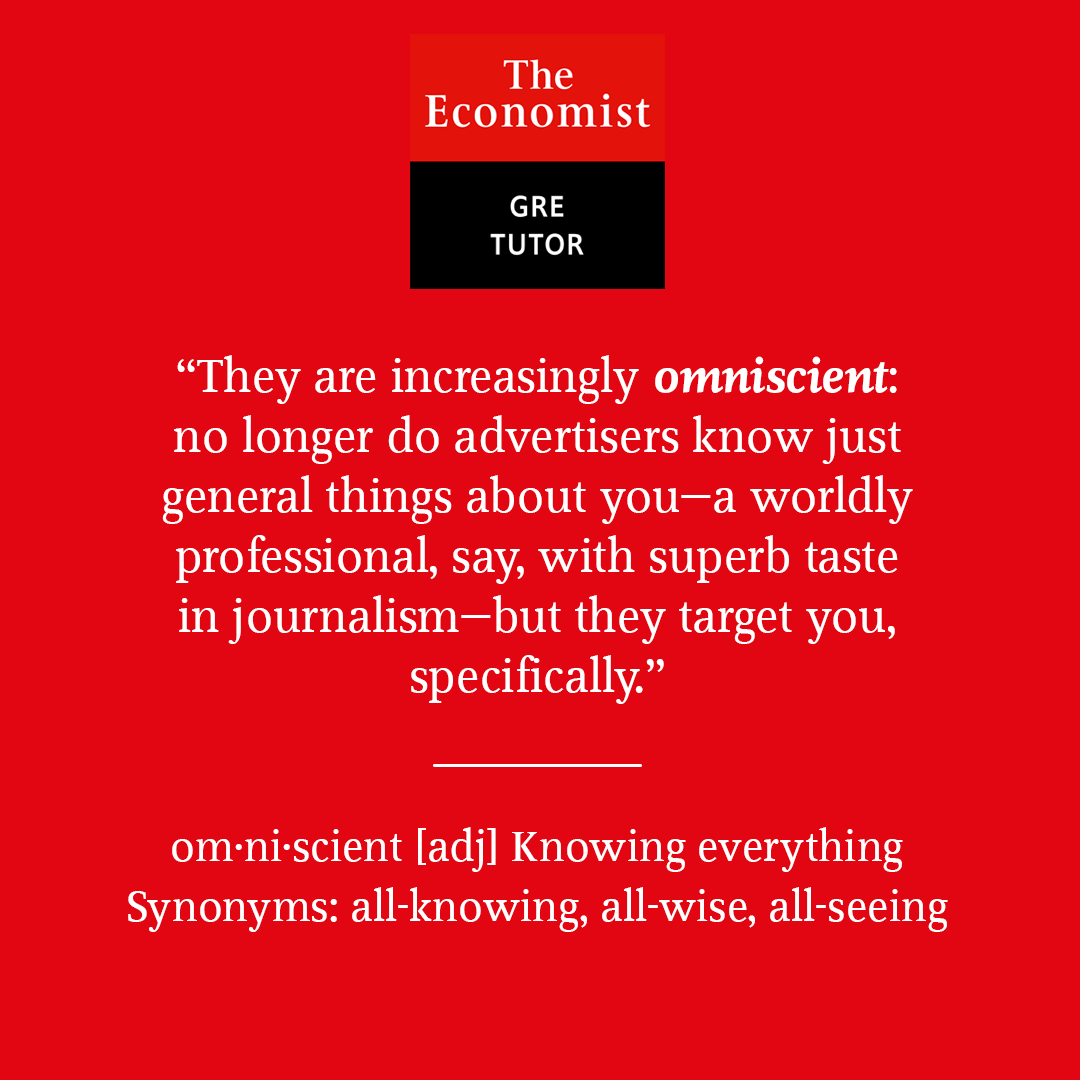 The
Economist
GRE
TUTOR
“They are increasingly omniscient:
no longer do advertisers know just
general things about you—a worldly
professional, say, with superb taste
in journalism—but they target you,
specifically.”
om·ni·scient [adj] Knowing everything
Synonyms: all-knowing, all-wise, all-seeing